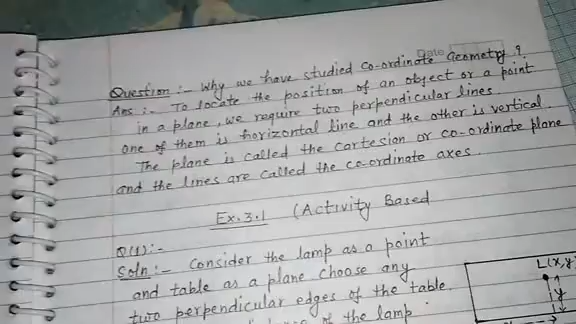 Date
Question :- Why we have studied Co-ordinate Geometry ?
Ans :- To locate the position of an object or a point
in a plane, we require two perpendicular lines.
one of them is horizontal line and the other is vertical.
The plane is called the cartesian or co-ordinate plane
and the lines are called the co-ordinate axes.
Ex.3.1 (Activity Based
Q(1):-
Soln :- Consider the lamp as a point
and table as a plane choose any
two perpendicular edges of the table.
of the lamp
L(x,y)
y